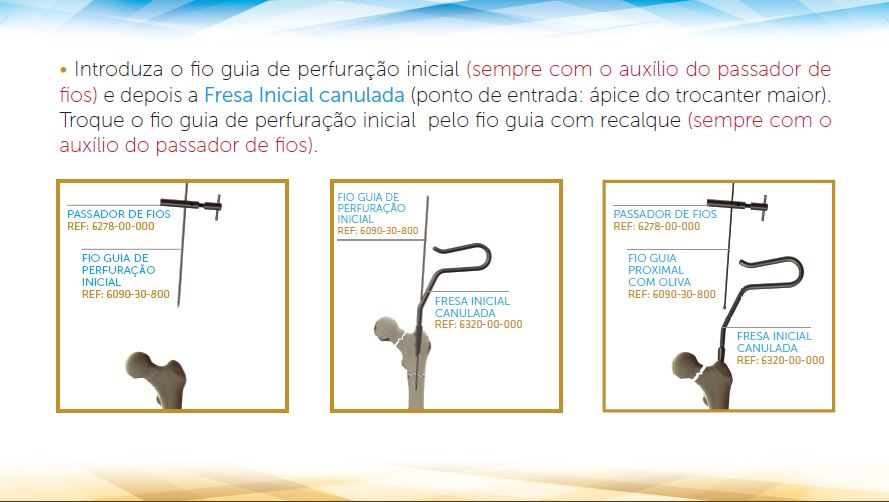 • Introduza o fio guia de perfuração inicial (sempre com o auxílio do passador de
fios) e depois a Fresa Inicial canulada (ponto de entrada: ápice do trocanter maior).
Troque o fio guia de perfuração inicial  pelo fio guia com recalque (sempre com o
auxílio do passador de fios).
PASSADOR DE FIOS
REF: 6278-00-000
FIO GUIA DE
PERFURAÇÃO
INICIAL
REF: 6090-30-800
FIO GUIA DE
PERFURAÇÃO
INICIAL
REF: 6090-30-800
FRESA INICIAL
CANULADA
REF: 6320-00-000
PASSADOR DE FIOS
REF: 6278-00-000
FIO GUIA
PROXIMAL
COM OLIVA
REF: 6090-30-800
FRESA INICIAL
CANULADA
REF: 6320-00-000